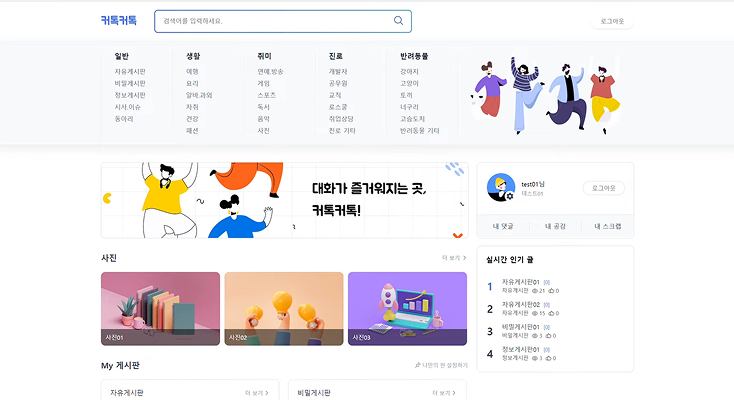 커톡커톡
검색어를 입력하세요.
로그아웃
일반
자유게시판
비밀게시판
정보게시판
시사.이슈
동아리
생활
여행
요리
알바.과외
자취
건강
패션
취미
연예.방송
게임
스포츠
독서
음악
사진
진로
개발자
공무원
교직
로스쿨
취업상담
진로 기타
반려동물
강아지
고양이
토끼
너구리
고슴도치
반려동물 기타
대화가 즐거워지는 곳,
커톡커톡!
test01님
테스트01
로그아웃
내 댓글
내 공감
내 스크랩
사진
더 보기 >
사진01
사진02
사진03
실시간 인기 글
1 자유게시판01 [0]
자유게시판 21 0
2 자유게시판02 [0]
자유게시판 15 0
3 비밀게시판01 [0]
비밀게시판 3 0
4 정보게시판01 [0]
정보게시판 3 0
My 게시판
나만의 핀 설정하기
자유게시판
더 보기 >
비밀게시판
더 보기 >